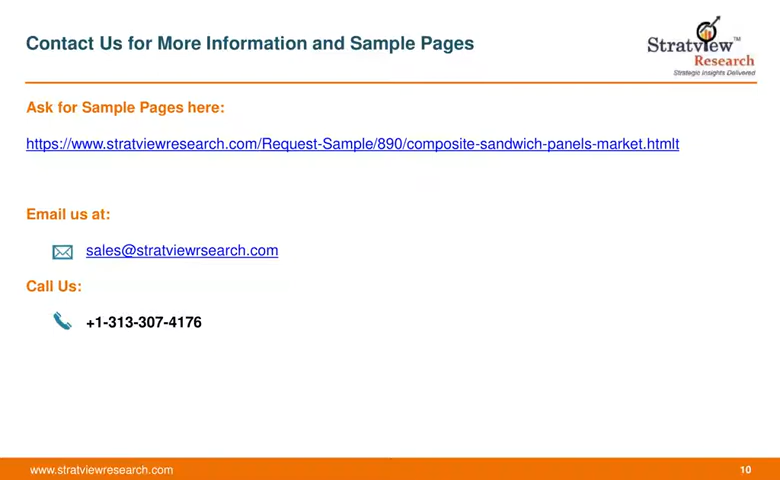 Contact Us for More Information and Sample Pages
Stratview™
Research
Strategic Insights Delivered
Ask for Sample Pages here:
https://www.stratviewresearch.com/Request-Sample/890/composite-sandwich-panels-market.htmlt
Email us at:
sales@stratviewrsearch.com
Call Us:
+1-313-307-4176
www.stratviewresearch.com
10